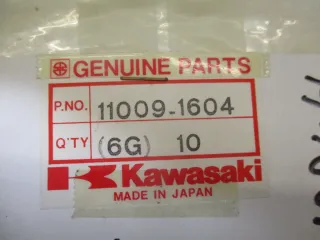 GENUINE PARTS
P.NO. 11009-1604
Q'TY (6G) 10
Kawasaki
MADE IN JAPAN